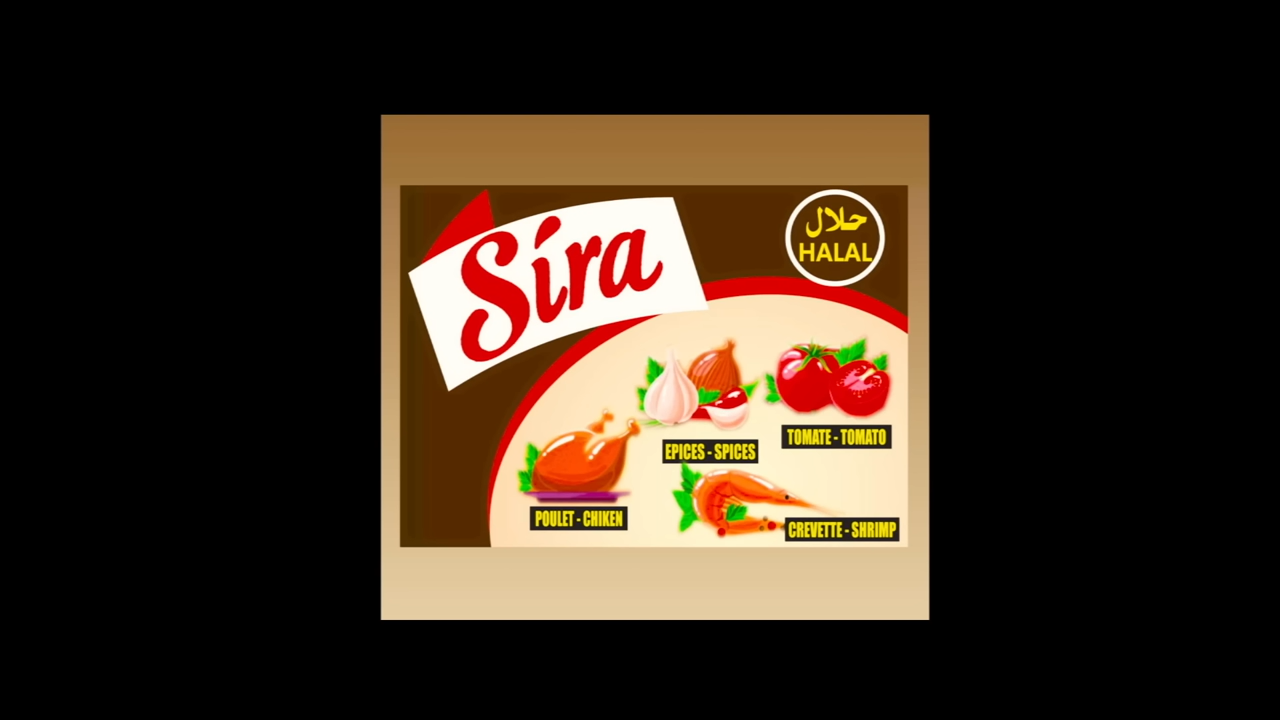 Síra
حلال
HALAL
EPICES - SPICES
TOMATE - TOMATO
POULET - CHIKEN
CREVETTE - SHRIMP